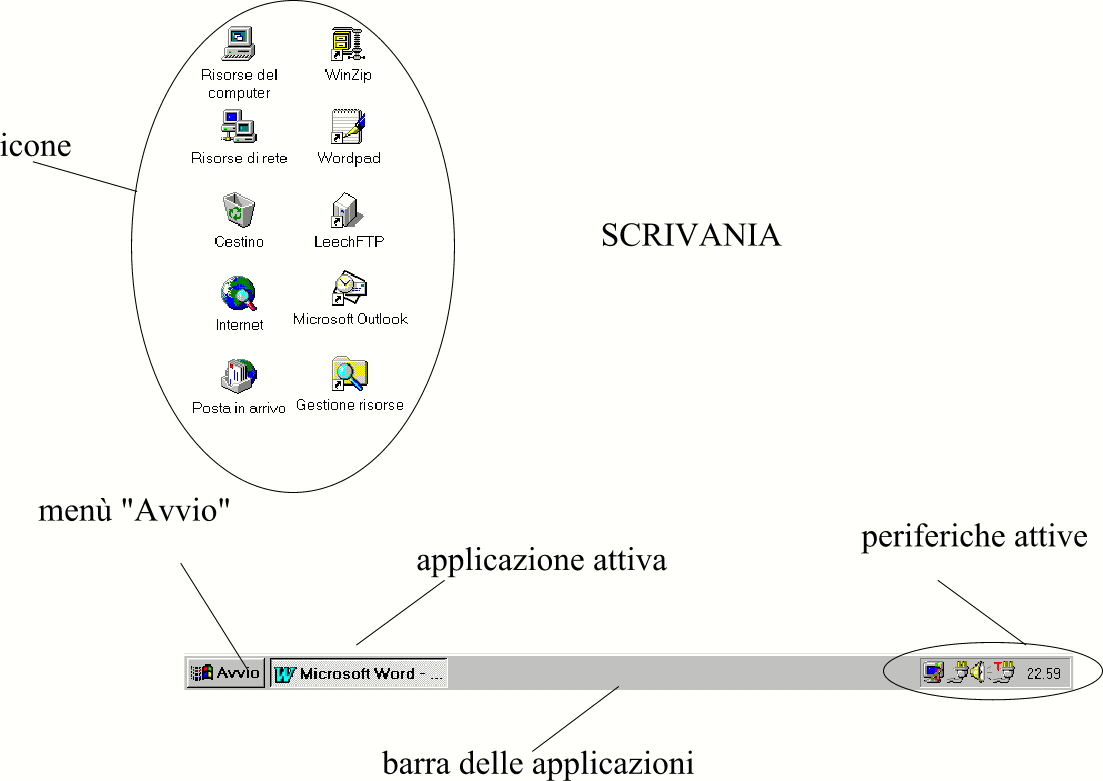 Risorse del
computer
WinZip
icone
Risorse di rete
Wordpad
Cestino
LeechFTP
SCRIVANIA
Internet
Microsoft Outlook
Posta in arrivo
Gestione risorse
menù "Avvio"
applicazione attiva
periferiche attive
Avvio
Microsoft Word - ...
22.59
barra delle applicazioni